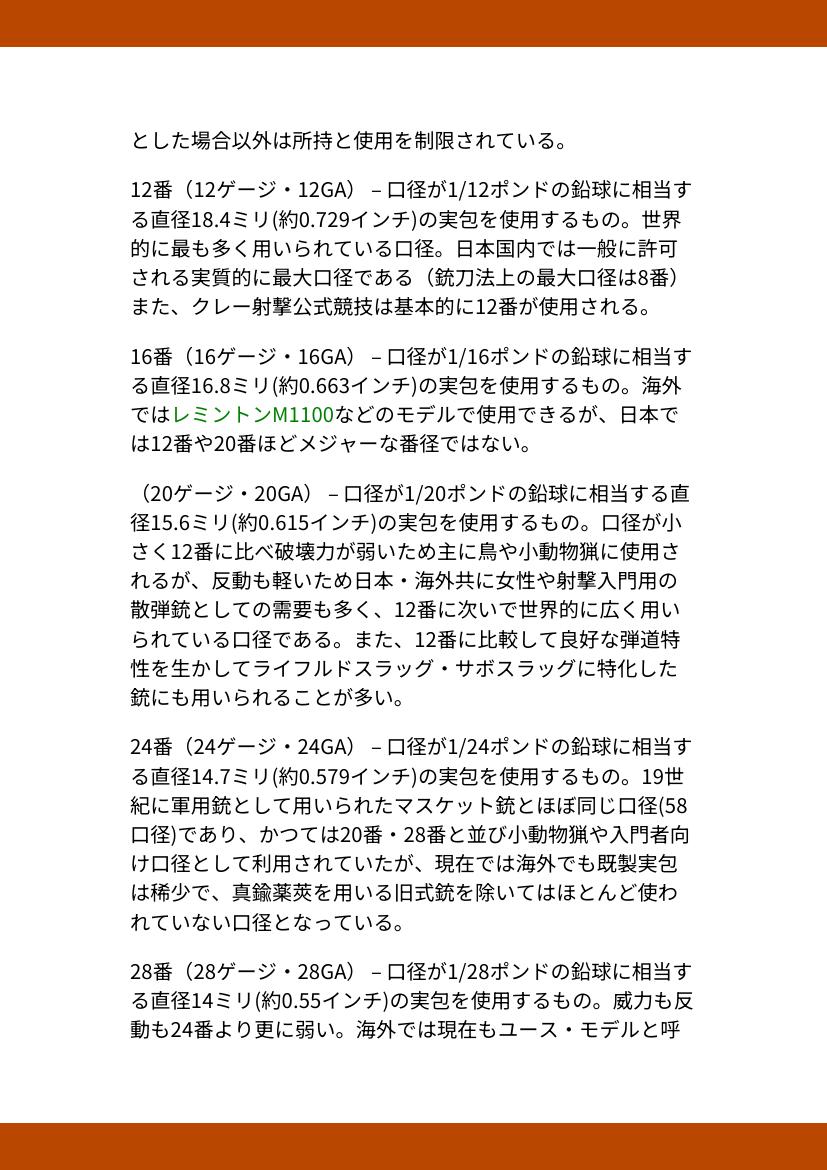 とした場合以外は所持と使用を制限されている。
12番（12ゲージ・12GA） – 口径が1/12ポンドの鉛球に相当す
る直径18.4ミリ(約0.729インチ)の実包を使用するもの。世界
的に最も多く用いられている口径。日本国内では一般に許可
される実質的に最大口径である（銃刀法上の最大口径は8番）
また、クレー射撃公式競技は基本的に12番が使用される。
16番（16ゲージ・16GA） – 口径が1/16ポンドの鉛球に相当す
る直径16.8ミリ(約0.663インチ)の実包を使用するもの。海外
ではレミントンM1100などのモデルで使用できるが、日本で
は12番や20番ほどメジャーな番径ではない。
（20ゲージ・20GA） – 口径が1/20ポンドの鉛球に相当する直
径15.6ミリ(約0.615インチ)の実包を使用するもの。口径が小
さく12番に比べ破壊力が弱いため主に鳥や小動物猟に使用さ
れるが、反動も軽いため日本・海外共に女性や射撃入門用の
散弾銃としての需要も多く、12番に次いで世界的に広く用い
られている口径である。また、12番に比較して良好な弾道特
性を生かしてライフルドスラッグ・サボスラッグに特化した
銃にも用いられることが多い。
24番（24ゲージ・24GA） – 口径が1/24ポンドの鉛球に相当す
る直径14.7ミリ(約0.579インチ)の実包を使用するもの。19世
紀に軍用銃として用いられたマスケット銃とほぼ同じ口径(58
口径)であり、かつては20番・28番と並び小動物猟や入門者向
け口径として利用されていたが、現在では海外でも既製実包
は稀少で、真鍮薬莢を用いる旧式銃を除いてはほとんど使わ
れていない口径となっている。
28番（28ゲージ・28GA） – 口径が1/28ポンドの鉛球に相当す
る直径14ミリ(約0.55インチ)の実包を使用するもの。威力も反
動も24番より更に弱い。海外では現在もユース・モデルと呼